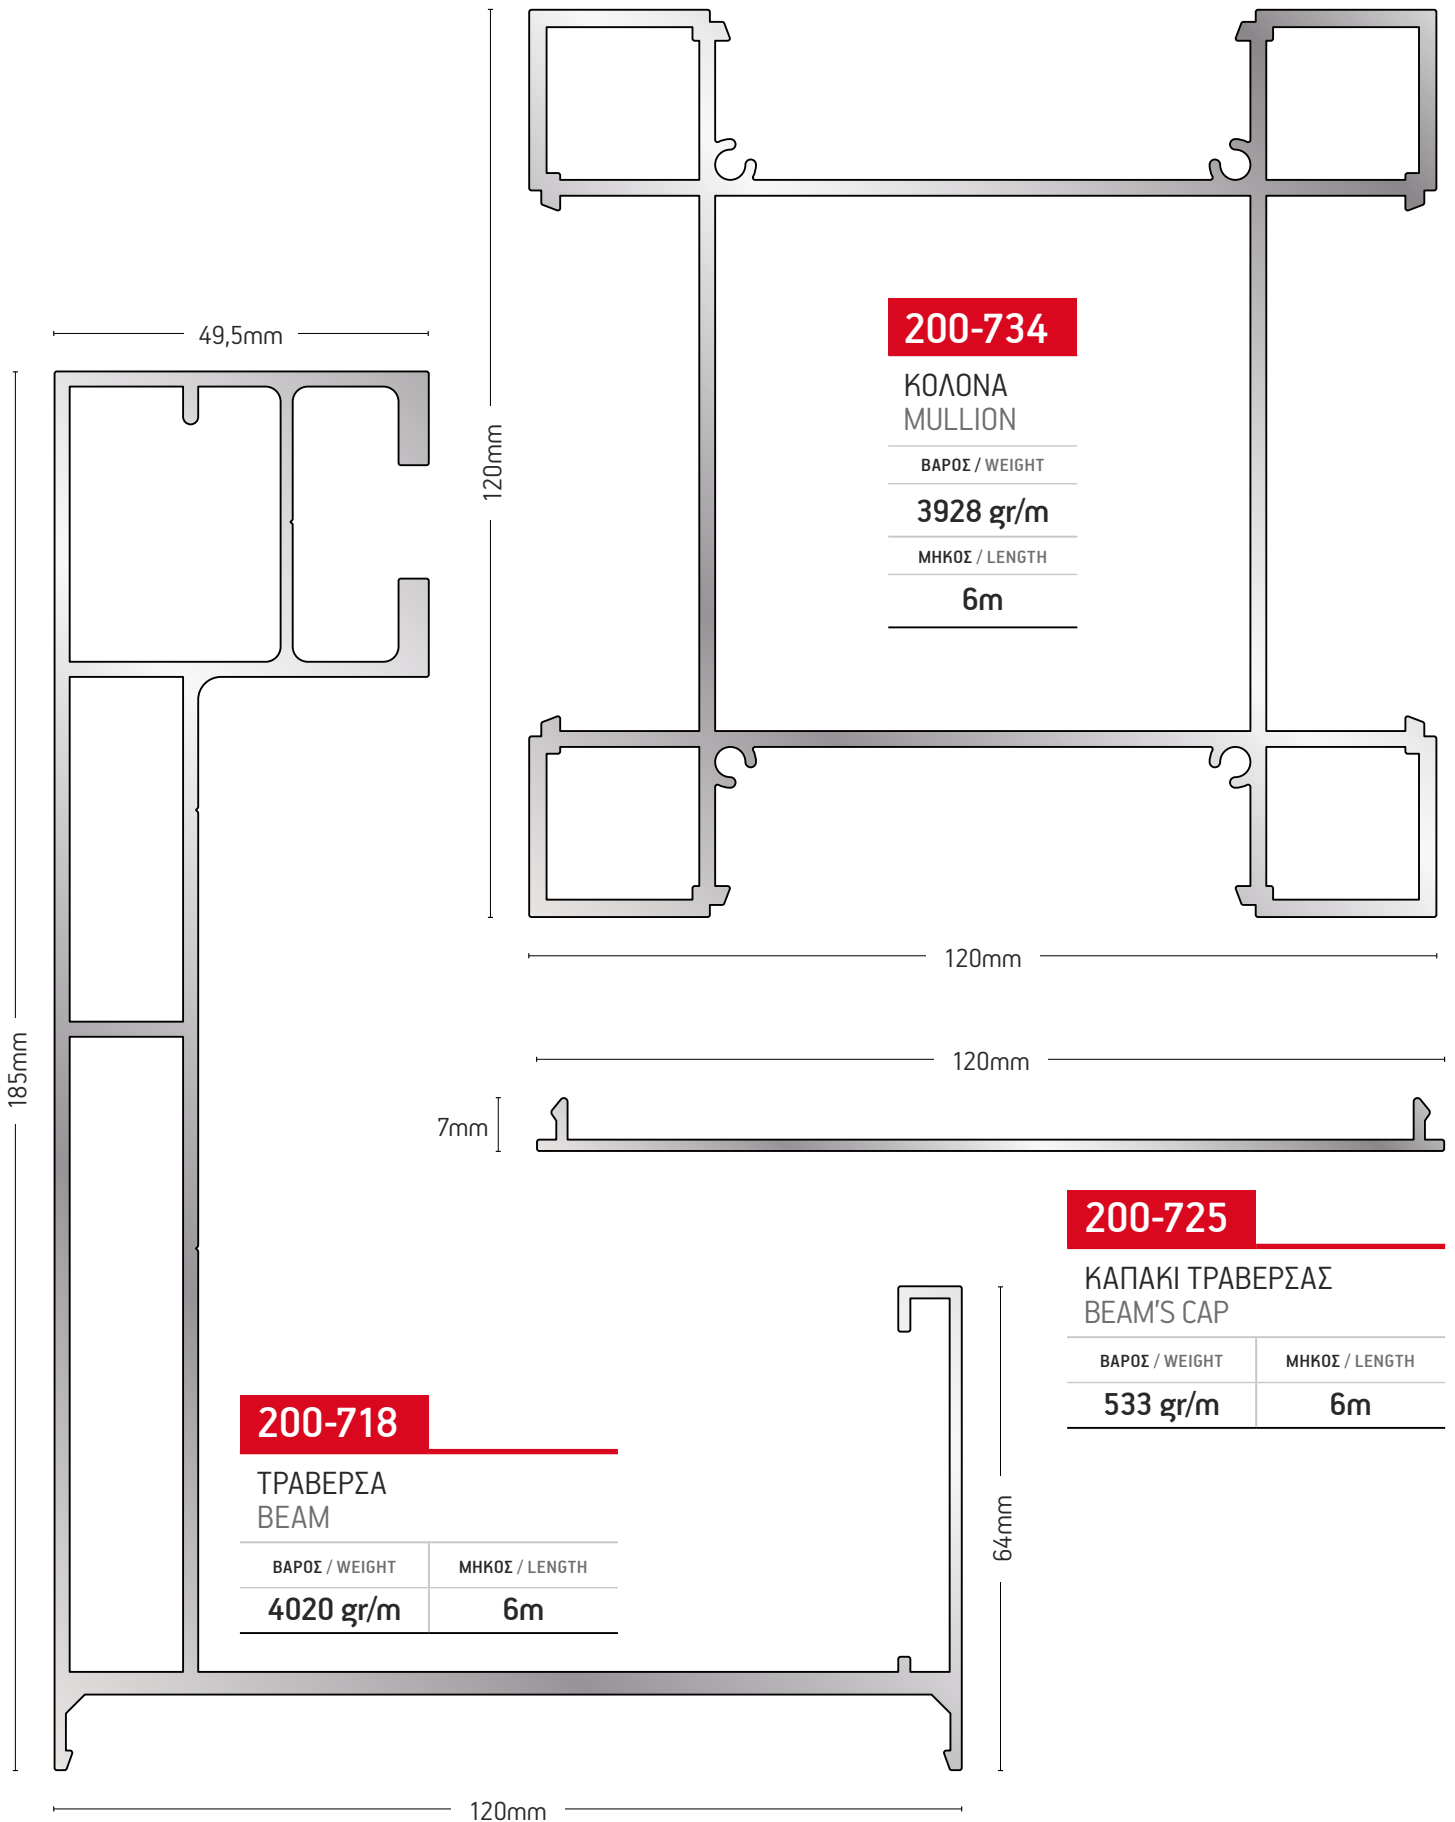 49,5mm
185mm
120mm
200-734
ΚΟΛΟΝΑ
MULLION
ΒΑΡΟΣ / WEIGHT
3928 gr/m
ΜΗΚΟΣ / LENGTH
6m
120mm
120mm
7mm
200-725
ΚΑΠΑΚΙ ΤΡΑΒΕΡΣΑΣ
BEAM'S CAP
ΒΑΡΟΣ / WEIGHT ΜΗΚΟΣ / LENGTH
533 gr/m 6m
200-718
ΤΡΑΒΕΡΣΑ
BEAM
ΒΑΡΟΣ / WEIGHT ΜΗΚΟΣ / LENGTH
4020 gr/m 6m
64mm
120mm